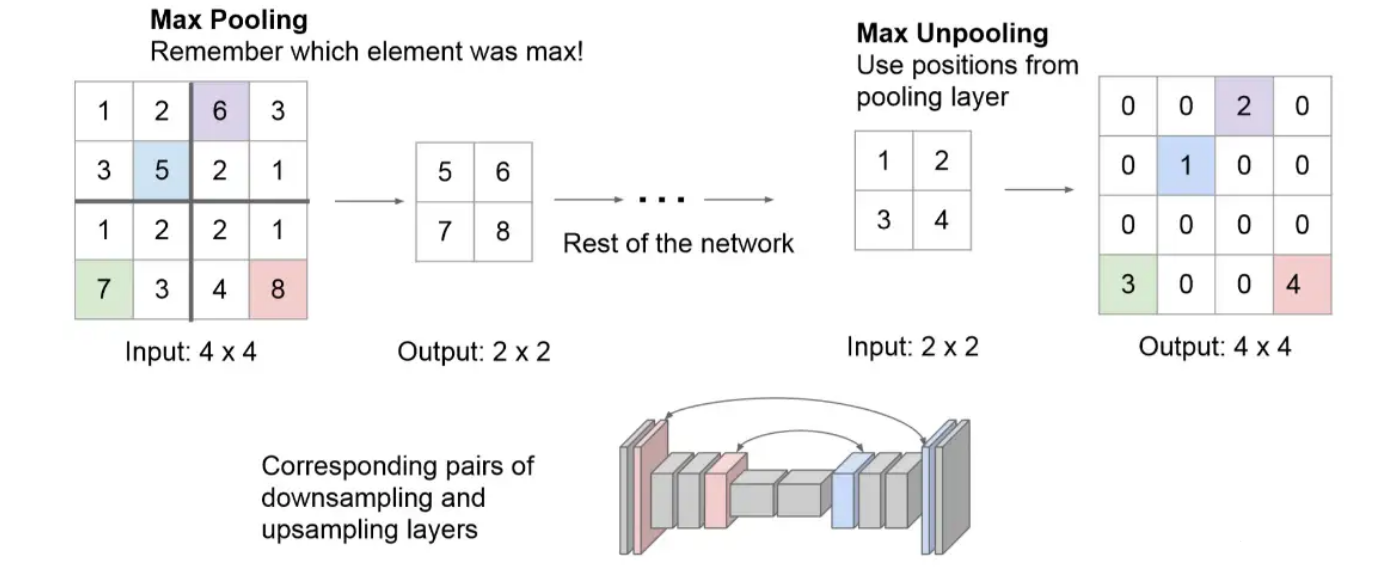 Max Pooling
Remember which element was max!
1 2 6 3
3 5 2 1
1 2 2 1
7 3 4 8
Input: 4 x 4
5 6
7 8
Output: 2 x 2
...
Rest of the network
Max Unpooling
Use positions from
pooling layer
1 2
3 4
Input: 2 x 2
0 0 2 0
0 1 0 0
0 0 0 0
3 0 0 4
Output: 4 x 4
Corresponding pairs of
downsampling and
upsampling layers